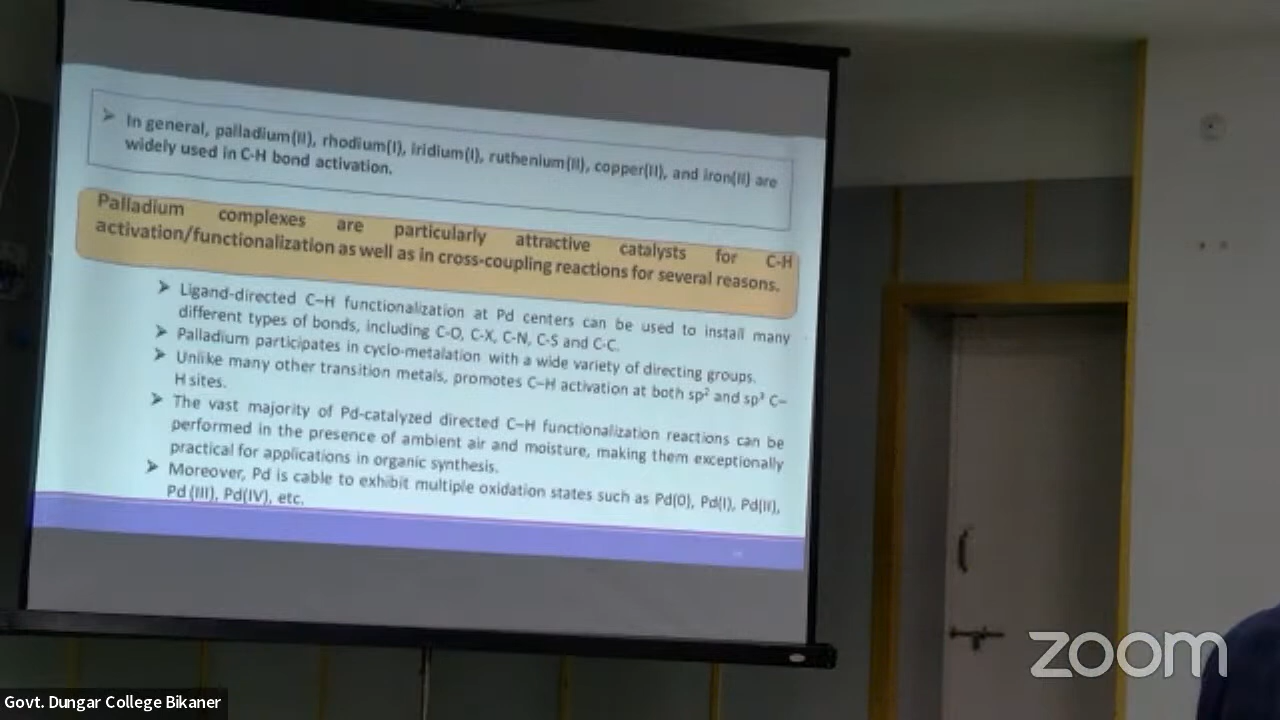 ➤ In general, palladium(II), rhodium(I), iridium(I), ruthenium(II), copper(II), and iron(II) are
widely used in C-H bond activation.
Palladium complexes are particularly attractive catalysts for C-H
activation/functionalization as well as in cross-coupling reactions for several reasons.
➤ Ligand-directed C–H functionalization at Pd centers can be used to install many
different types of bonds, including C-O, C-X, C-N, C-S and C-C.
➤ Palladium participates in cyclo-metalation with a wide variety of directing groups.
➤ Unlike many other transition metals, promotes C–H activation at both sp² and sp³ C–
H sites.
➤ The vast majority of Pd-catalyzed directed C–H functionalization reactions can be
performed in the presence of ambient air and moisture, making them exceptionally
practical for applications in organic synthesis.
➤ Moreover, Pd is cable to exhibit multiple oxidation states such as Pd(0), Pd(I), Pd(II),
Pd (III), Pd(IV), etc.
zoom
Govt. Dungar College Bikaner